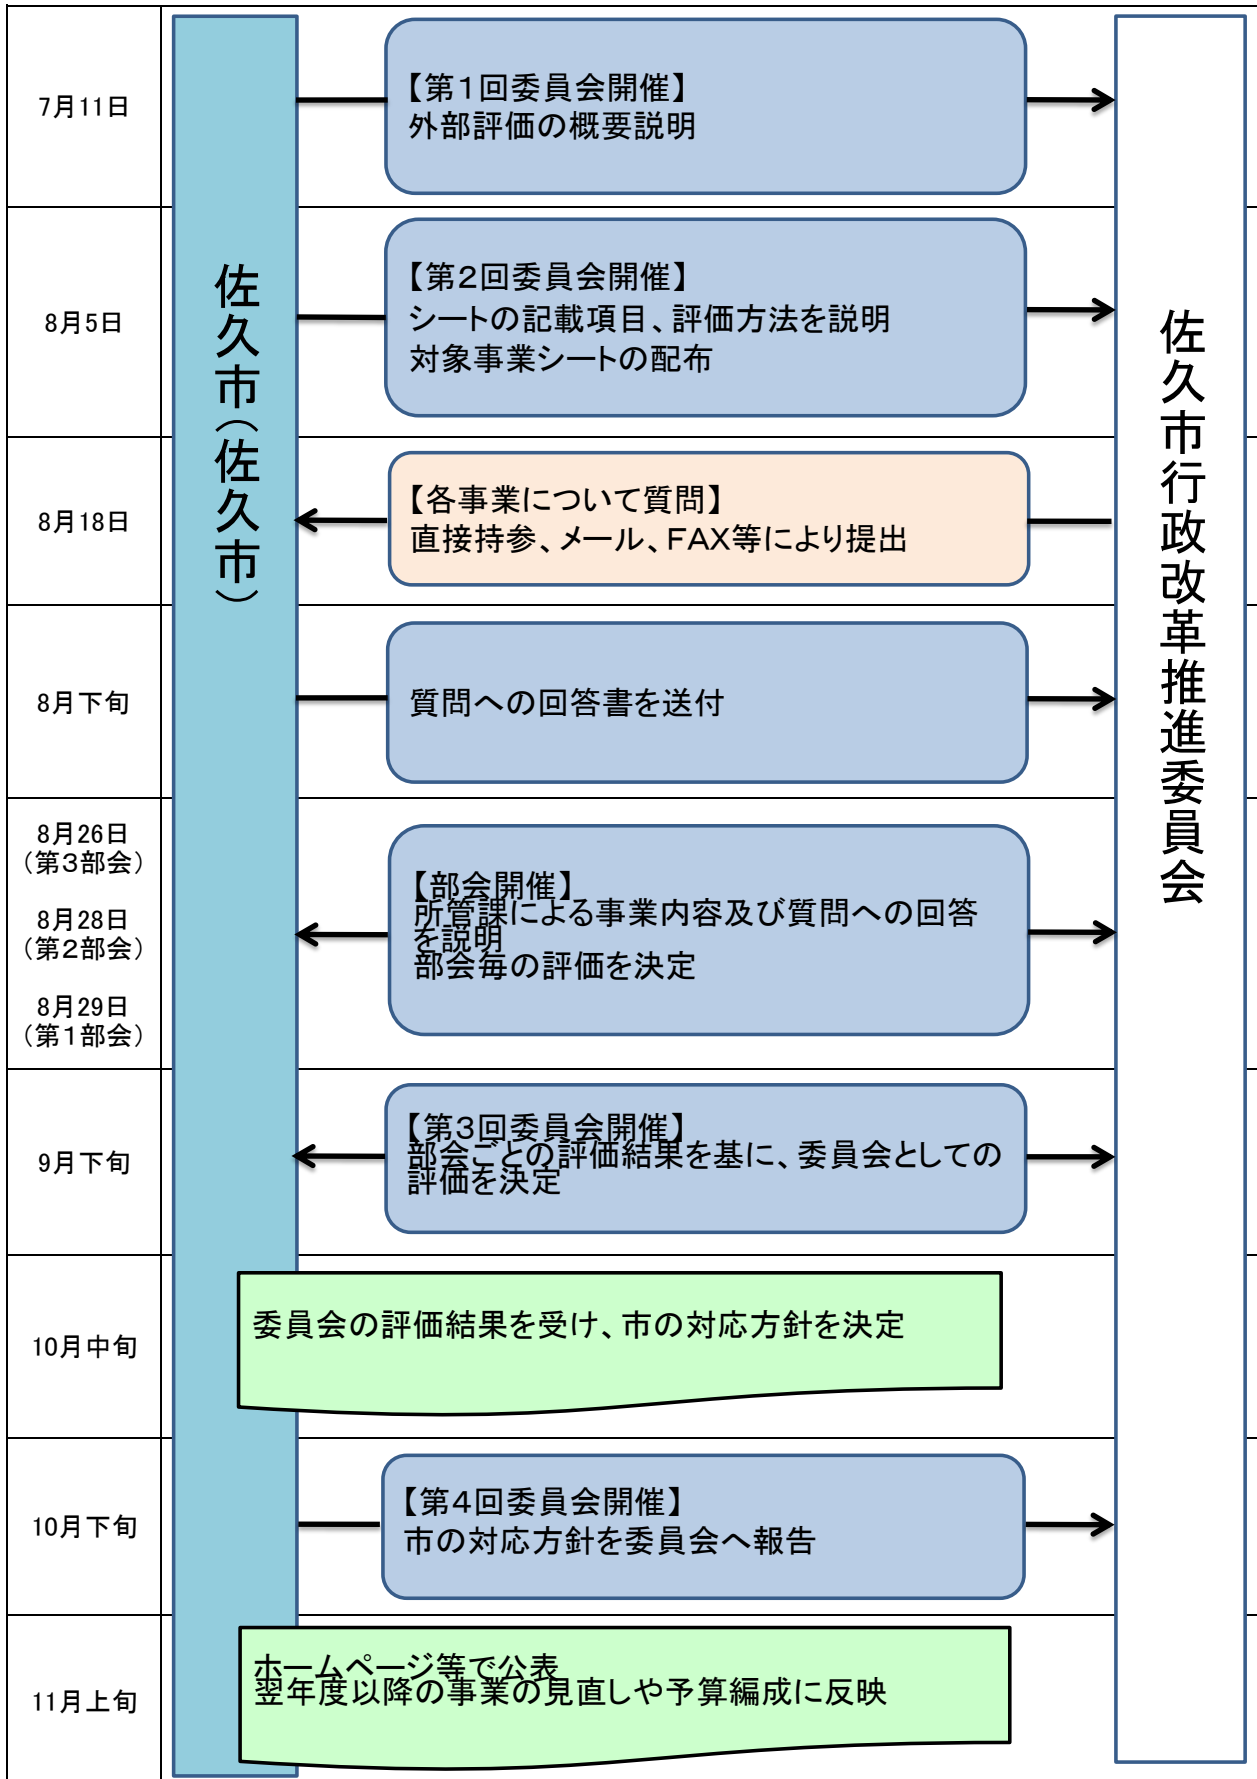 7月11日
【第1回委員会開催】
外部評価の概要説明
8月5日
【第2回委員会開催】
シートの記載項目、評価方法を説明
対象事業シートの配布
佐久市（佐久市）
佐久市行政改革推進委員会
8月18日
【各事業について質問】
直接持参、メール、FAX等により提出
8月下旬
質問への回答書を送付
8月26日
（第3部会）
8月28日
（第2部会）
8月29日
（第1部会）
【部会開催】
所管課による事業内容及び質問への回答
を説明
部会毎の評価を決定
9月下旬
【第3回委員会開催】
部会ごとの評価結果を基に、委員会としての
評価を決定
10月中旬
委員会の評価結果を受け、市の対応方針を決定
10月下旬
【第4回委員会開催】
市の対応方針を委員会へ報告
11月上旬
ホームページ等で公表
翌年度以降の事業の見直しや予算編成に反映